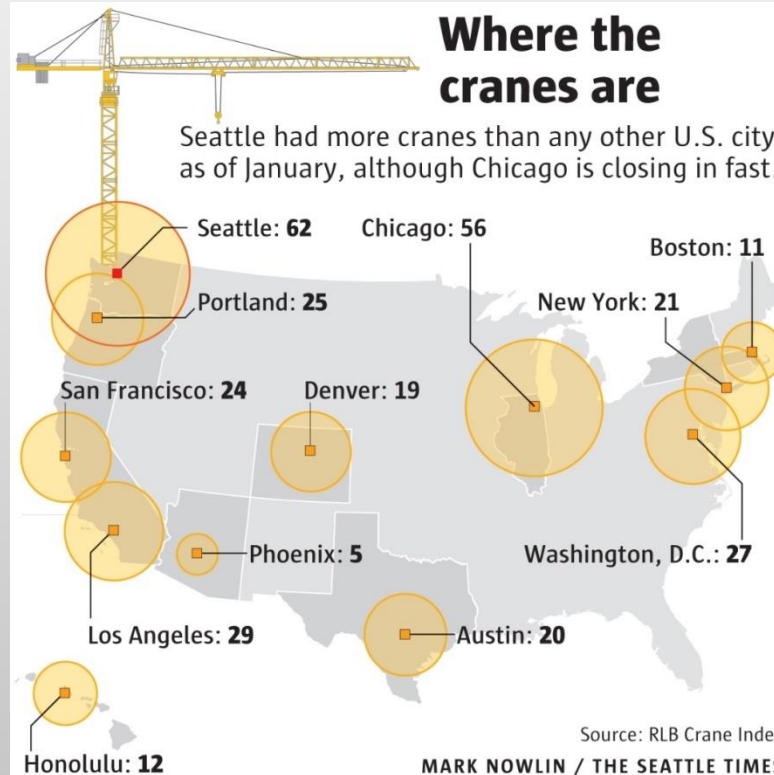 Where the
cranes are
Seattle had more cranes than any other U.S. city
as of January, although Chicago is closing in fast.
Seattle: 62
Chicago: 56
Boston: 11
Portland: 25
New York: 21
San Francisco: 24
Denver: 19
Phoenix: 5
Washington, D.C.: 27
Los Angeles: 29
Austin: 20
Honolulu: 12
Source: RLB Crane Inde
MARK NOWLIN / THE SEATTLE TIMES